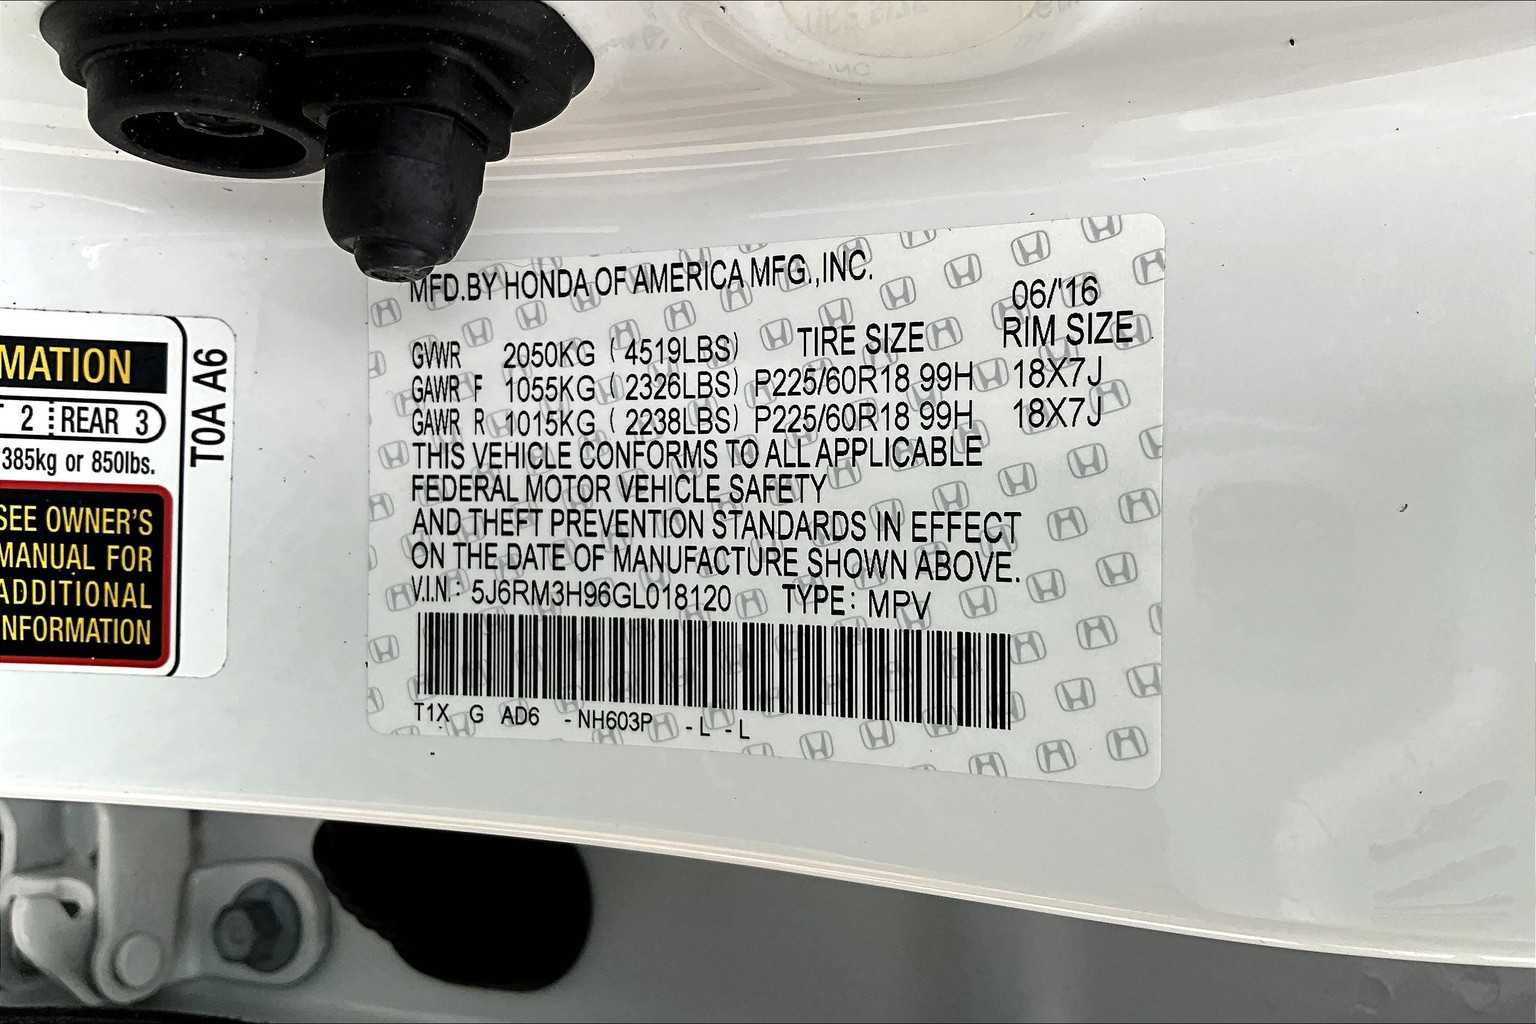 MATION
T 2 REAR 3
385kg or 850lbs.
SEE OWNER'S
MANUAL FOR
ADDITIONAL
INFORMATION
T0A A6
MFD.BY HONDA OF AMERICA MFG.,INC.
06/'16
TIRE SIZE RIM SIZE
GVWR 2050KG ( 4519LBS)
GAWR F 1055KG ( 2326LBS) P225/60R18 99H 18X7J
GAWR R 1015KG ( 2238LBS) P225/60R18 99H 18X7J
THIS VEHICLE CONFORMS TO ALL APPLICABLE
FEDERAL MOTOR VEHICLE SAFETY
AND THEFT PREVENTION STANDARDS IN EFFECT
ON THE DATE OF MANUFACTURE SHOWN ABOVE.
V.I.N.: 5J6RM3H96GL018120 TYPE: MPV
T1X G AD6 -NH603P -L -L